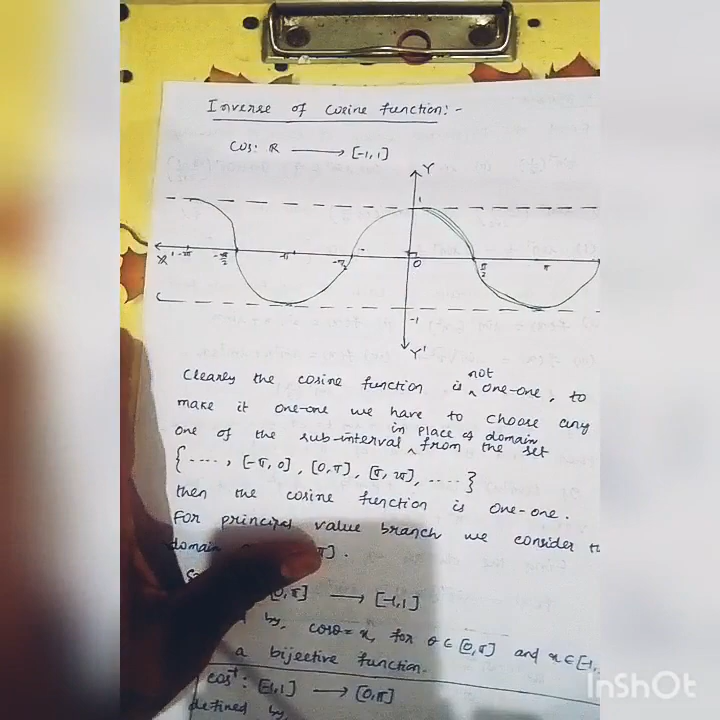 Inverse of cosine function:-
Cos: R → [-1,1]
Y
1
-π/2
O
π/2
π
-1
Y'
Clearly the cosine function is not one-one, to
make it one-one we have to choose any
one of the sub-interval in place of domain from the set
{ ...., [-π, 0], [0,π], [π, 2π], ..... }
then the cosine function is one-one.
For principal value branch we consider
domain π].
[0,π] → [-1,1]
by, cosθ = x, for θ ∈ [0,π] and x ∈ [-1,
a bijective function.
cos⁻¹: [-1,1] → [0,π]
defined by,
InShOt